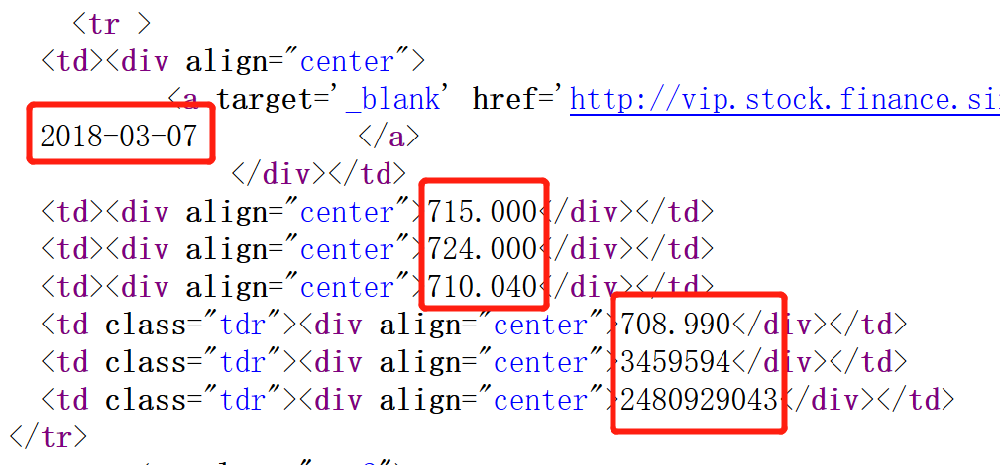 <tr >
<td><div align="center">
<a target='_blank' href='http://vip.stock.finance.si
2018-03-07 </a>
</div></td>
<td><div align="center">715.000</div></td>
<td><div align="center">724.000</div></td>
<td><div align="center">710.040</div></td>
<td class="tdr"><div align="center">708.990</div></td>
<td class="tdr"><div align="center">3459594</div></td>
<td class="tdr"><div align="center">2480929043</div></td>
</tr>